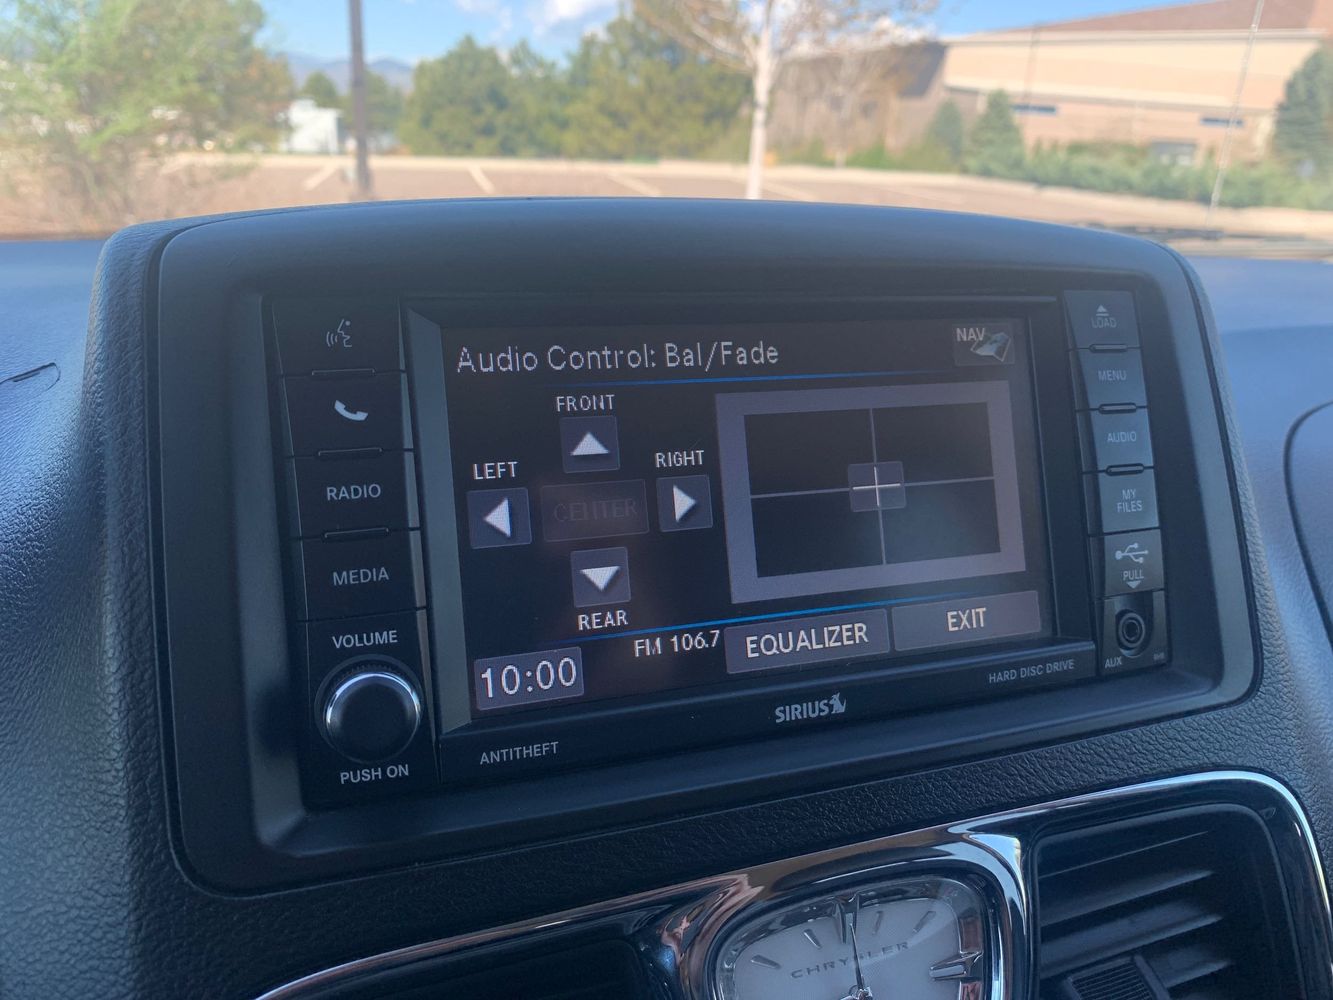 Audio Control: Bal/Fade
NAV
FRONT
LEFT
RIGHT
CENTER
REAR
FM 106.7
10:00
EQUALIZER
EXIT
RADIO
MEDIA
VOLUME
PUSH ON
LOAD
MENU
AUDIO
MY
FILES
PULL
AUX
HARD DISC DRIVE
SIRIUS
ANTITHEFT
CHRYSLER